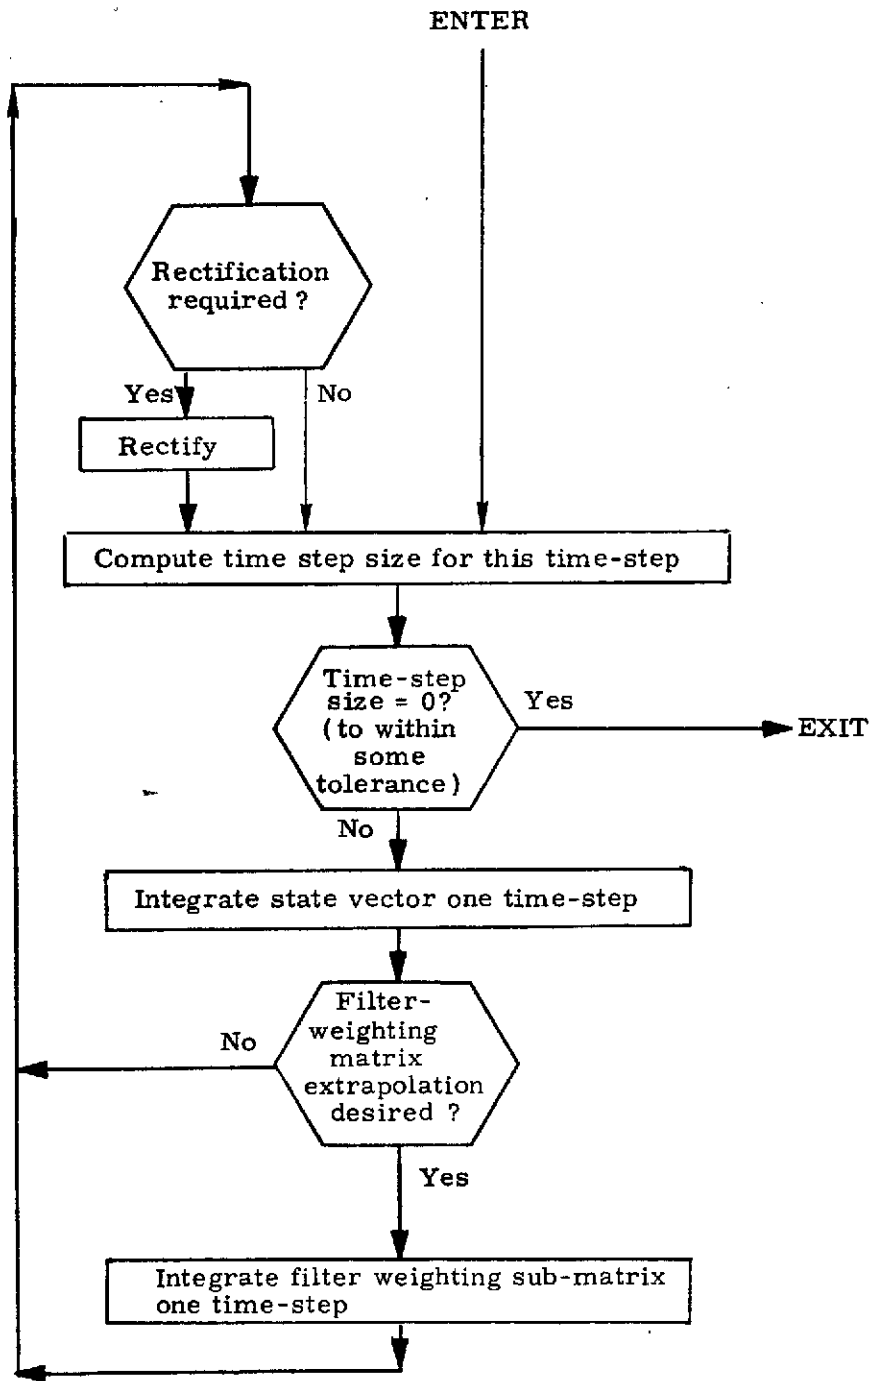 ENTER
Rectification
required ?
Yes
No
Rectify
Compute time step size for this time-step
Time-step
size = 0?
(to within
some
tolerance)
Yes
EXIT
No
Integrate state vector one time-step
Filter-
weighting
matrix
extrapolation
desired ?
No
Yes
Integrate filter weighting sub-matrix
one time-step